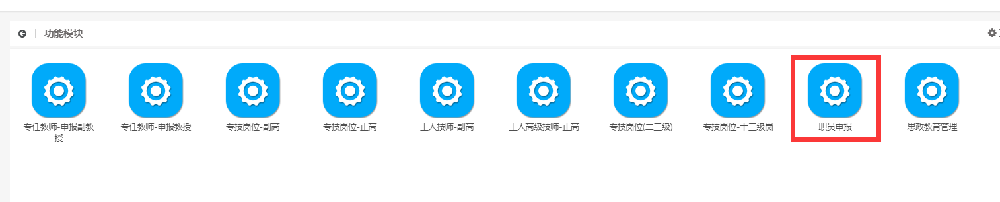 功能模块
专任教师-申报副教
授
专任教师-申报教授
专技岗位-副高
专技岗位-正高
工人技师-副高
工人高级技师-正高
专技岗位(二三级)
专技岗位-十三级岗
职员申报
思政教育管理